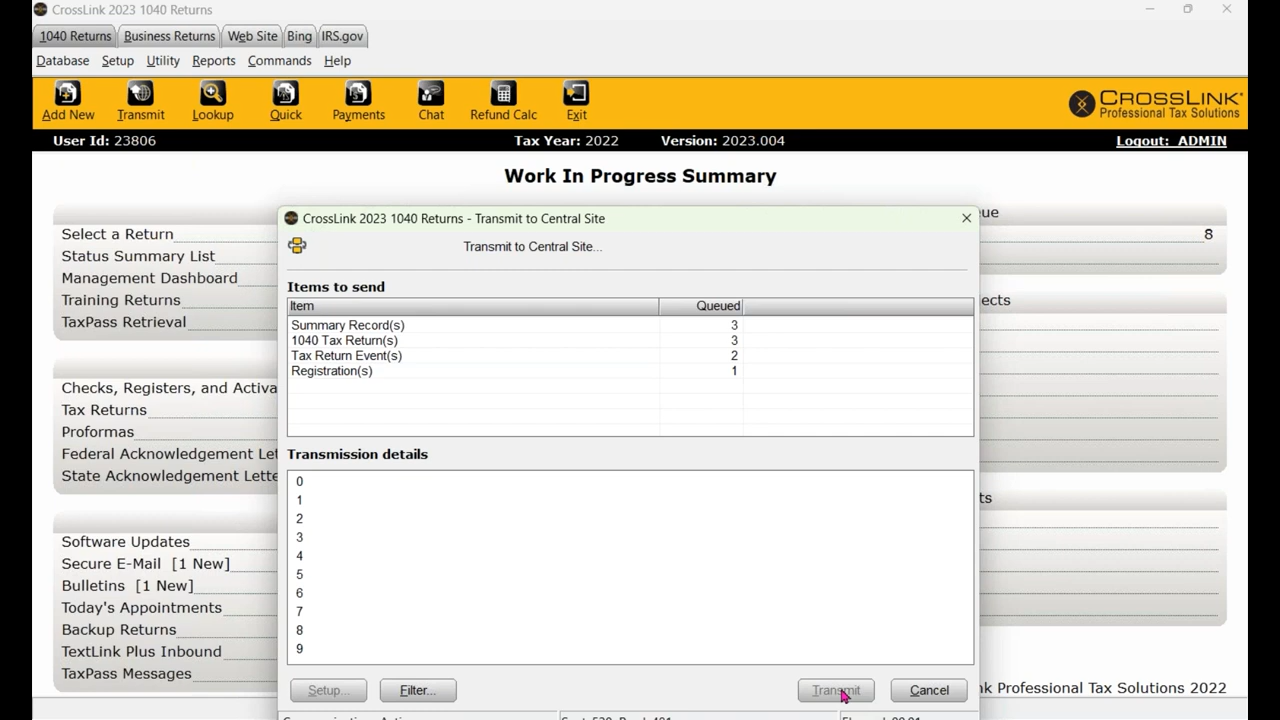 CrossLink 2023 1040 Returns
1040 Returns Business Returns Web Site Bing IRS.gov
Database Setup Utility Reports Commands Help
Add New Transmit Lookup Quick Payments Chat Refund Calc Exit
CROSSLINK
Professional Tax Solutions
User Id: 23806 Tax Year: 2022 Version: 2023.004 Logout: ADMIN
Work In Progress Summary
Select a Return
Status Summary List
Management Dashboard
Training Returns
TaxPass Retrieval
Checks, Registers, and Activa
Tax Returns
Proformas
Federal Acknowledgement Let
State Acknowledgement Lette
Software Updates
Secure E-Mail [1 New]
Bulletins [1 New]
Today's Appointments
Backup Returns
TextLink Plus Inbound
TaxPass Messages
CrossLink 2023 1040 Returns - Transmit to Central Site
Transmit to Central Site...
Items to send
Item Queued
Summary Record(s) 3
1040 Tax Return(s) 3
Tax Return Event(s) 2
Registration(s) 1
Transmission details
0
1
2
3
4
5
6
7
8
9
Setup... Filter... Transmit Cancel
ue
8
ects
ts
nk Professional Tax Solutions 2022